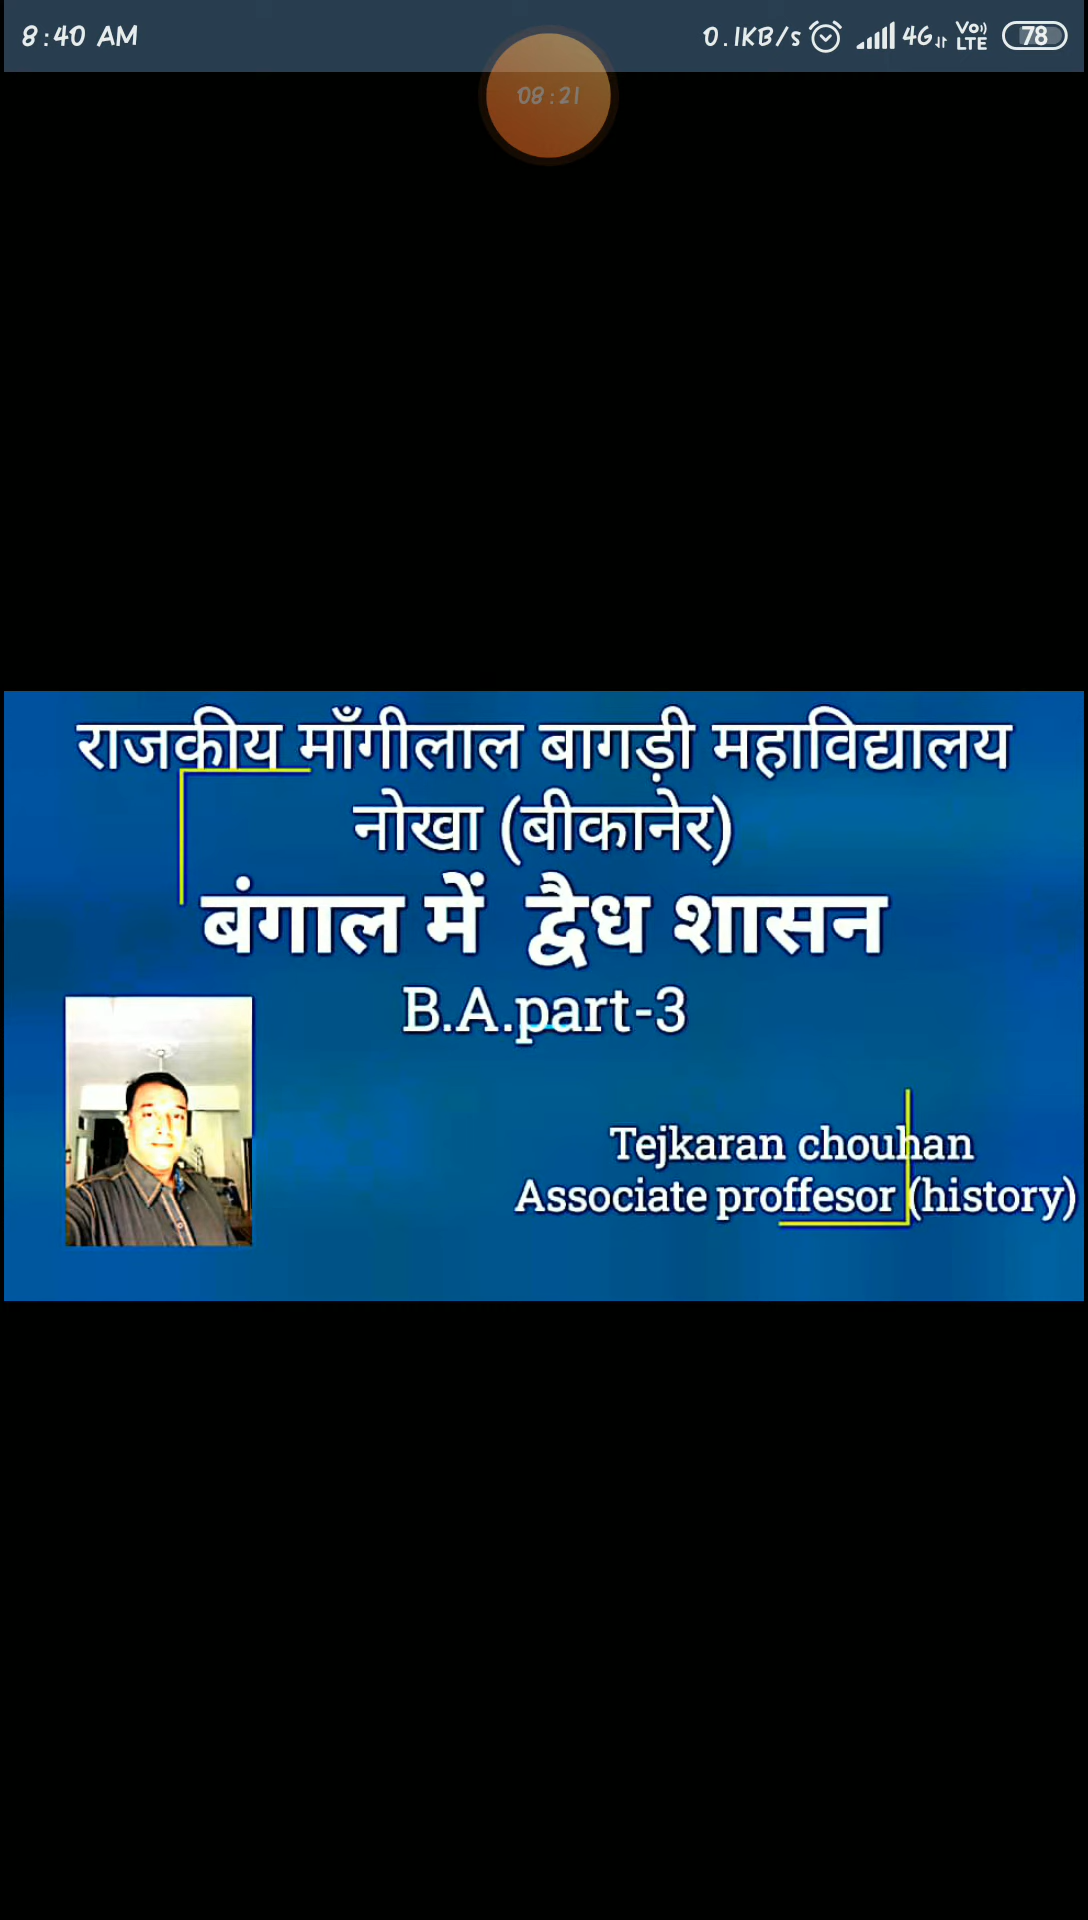 8:40 AM 0.1KB/s 4G VoLTE 78
08:21
राजकीय माँगीलाल बागड़ी महाविद्यालय
नोखा (बीकानेर)
बंगाल में द्वैध शासन
B.A.part-3
Tejkaran chouhan
Associate proffesor (history)